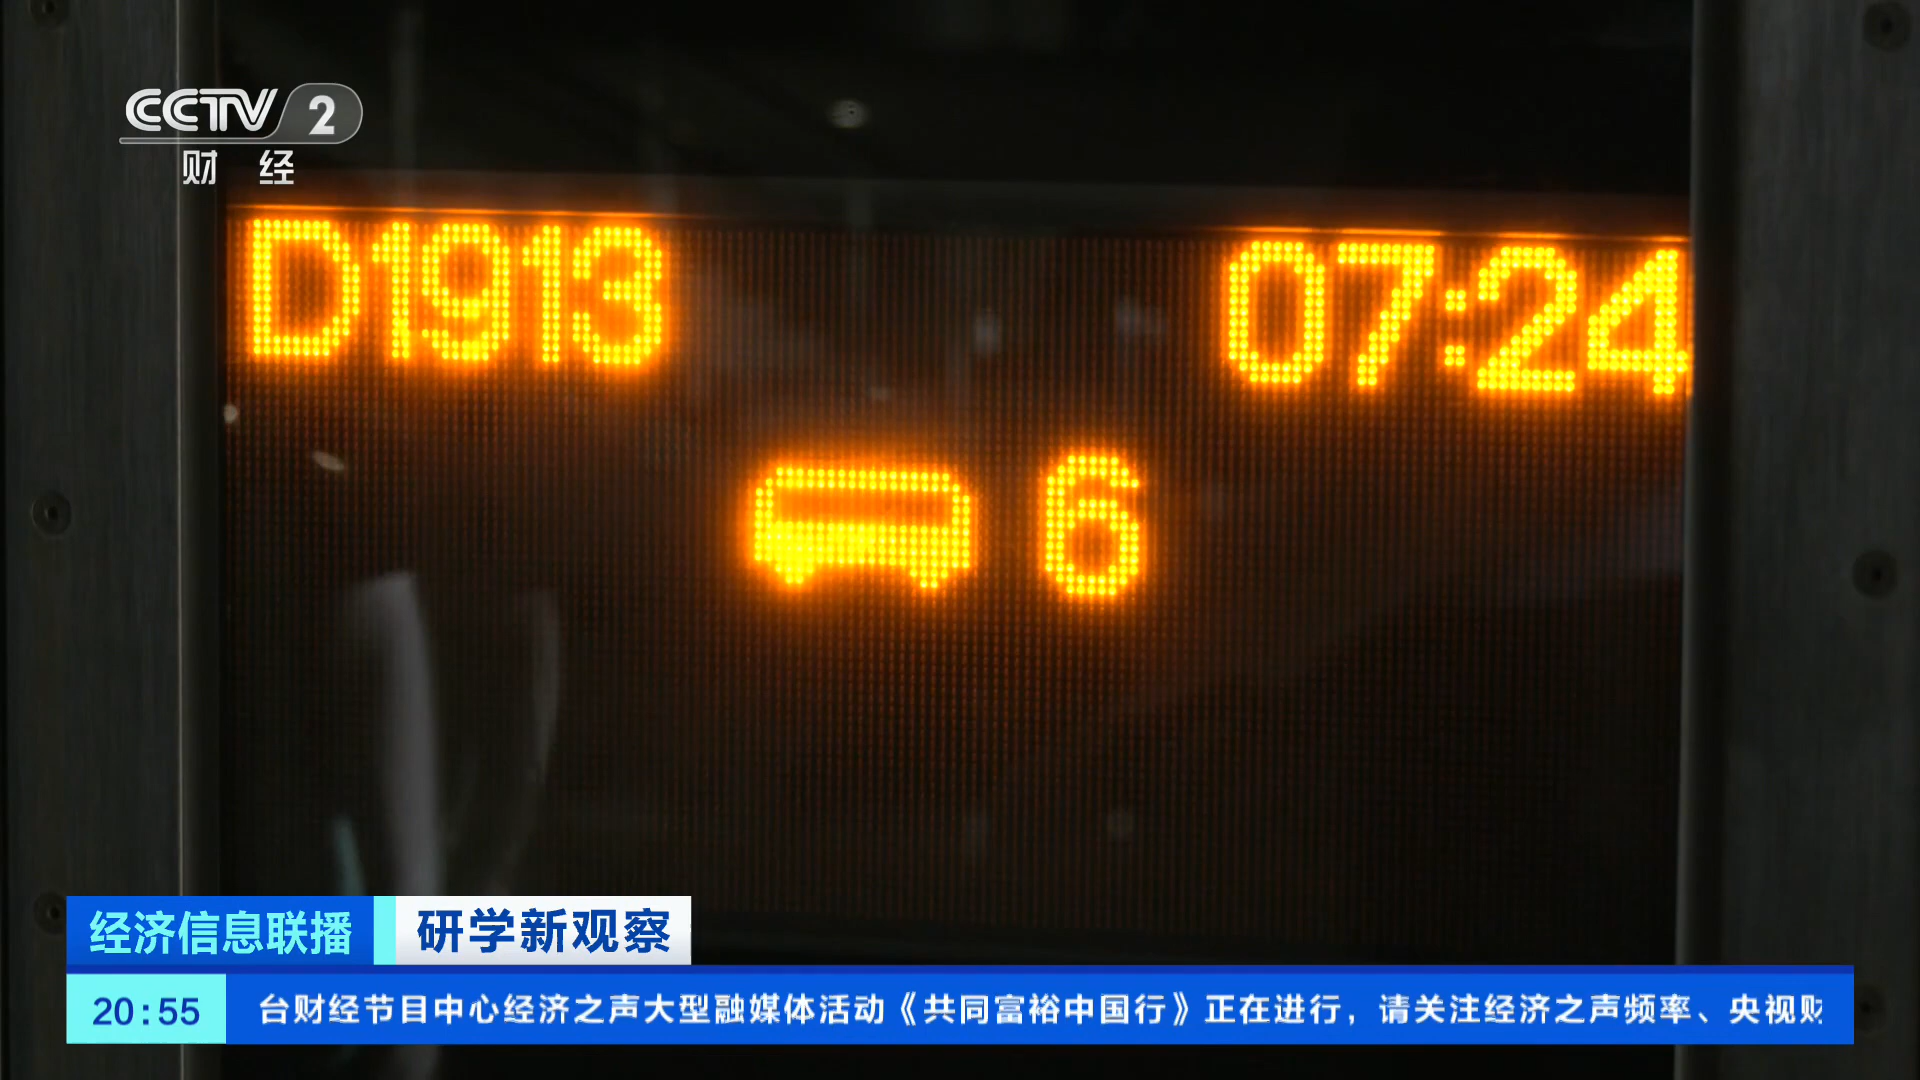 CCTV 2
财 经
D1913 07:24
6
经济信息联播 研学新观察
20:55 台财经节目中心经济之声大型融媒体活动《共同富裕中国行》正在进行，请关注经济之声频率、央视财